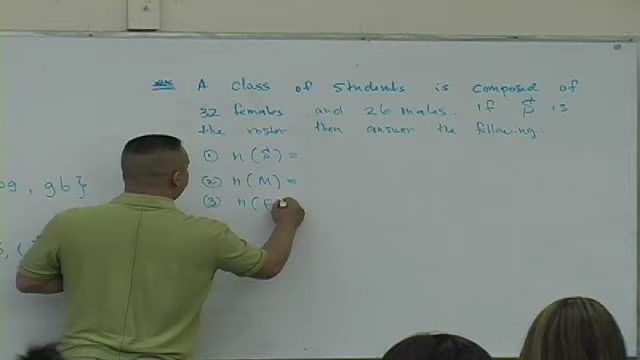 ex A class of students is composed of
32 females and 26 males. If S is
the roster then answer the following:
① n(S) =
gg, gb}
② n(M) =
③ n(F